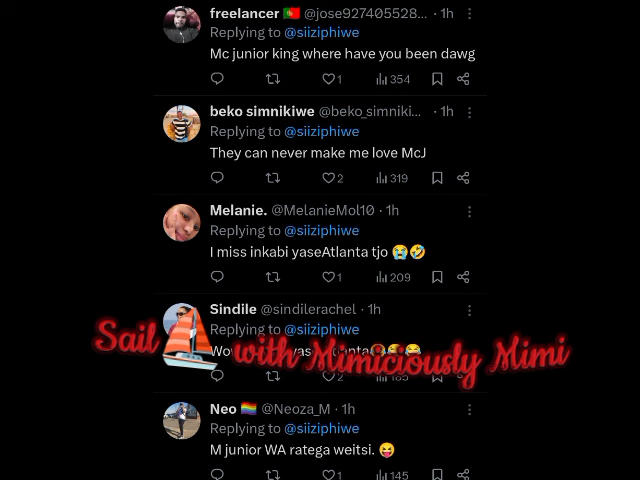 freelancer 🇵🇹 @jose927405528... · 1h
Replying to @siiziphiwe
Mc junior king where have you been dawg
1 354
beko simnikiwe @beko_simniki... · 1h
Replying to @siiziphiwe
They can never make me love McJ
2 319
Melanie. @MelanieMol10 · 1h
Replying to @siiziphiwe
I miss inkabi yaseAtlanta tjo 😭🤣
1 209
Sindile @sindilerachel · 1h
Replying to @siiziphiwe
Sail ⛵ with Mimiciously Mimi
2 185
Neo 🏳️‍🌈 @Neoza_M · 1h
Replying to @siiziphiwe
M junior WA ratega weitsi. 😝
1 145